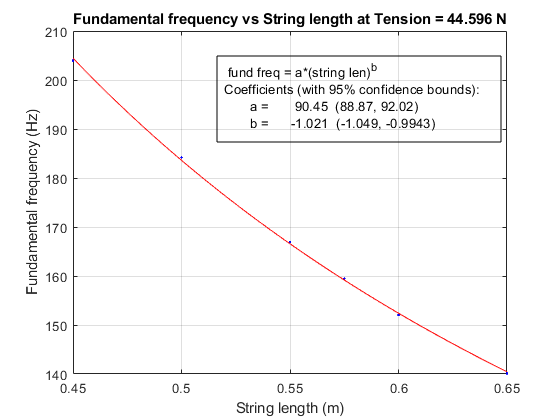 Fundamental frequency vs String length at Tension = 44.596 N
210
200
190
180
170
160
150
140
Fundamental frequency (Hz)
fund freq = a*(string len)^b
Coefficients (with 95% confidence bounds):
a = 90.45 (88.87, 92.02)
b = -1.021 (-1.049, -0.9943)
0.45 0.5 0.55 0.6 0.65
String length (m)